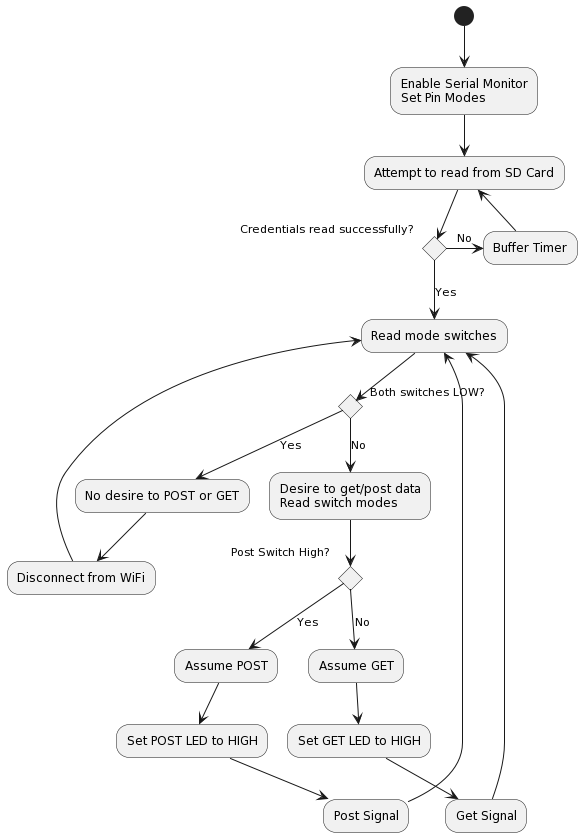 Enable Serial Monitor
Set Pin Modes
Attempt to read from SD Card
Credentials read successfully?
No
Buffer Timer
Yes
Read mode switches
Both switches LOW?
Yes
No
No desire to POST or GET
Desire to get/post data
Read switch modes
Post Switch High?
Disconnect from WiFi
Yes
No
Assume POST
Assume GET
Set POST LED to HIGH
Set GET LED to HIGH
Post Signal
Get Signal